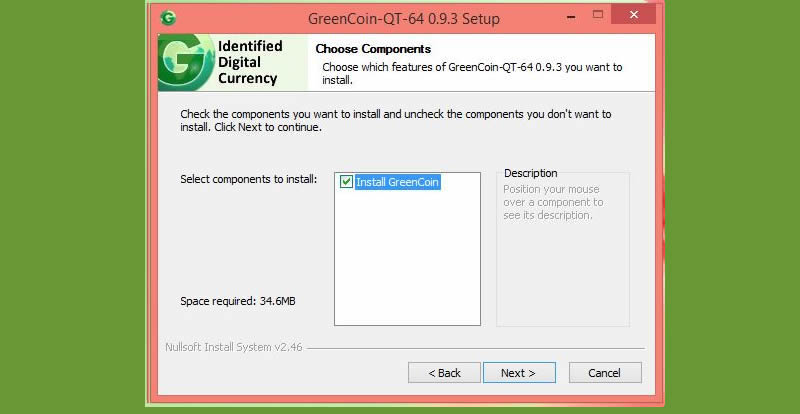 GreenCoin-QT-64 0.9.3 Setup
Identified
Digital
Currency
Choose Components
Choose which features of GreenCoin-QT-64 0.9.3 you want to
install.
Check the components you want to install and uncheck the components you don't want to
install. Click Next to continue.
Select components to install:
Install GreenCoin
Description
Position your mouse
over a component to
see its description.
Space required: 34.6MB
Nullsoft Install System v2.46
< Back
Next >
Cancel